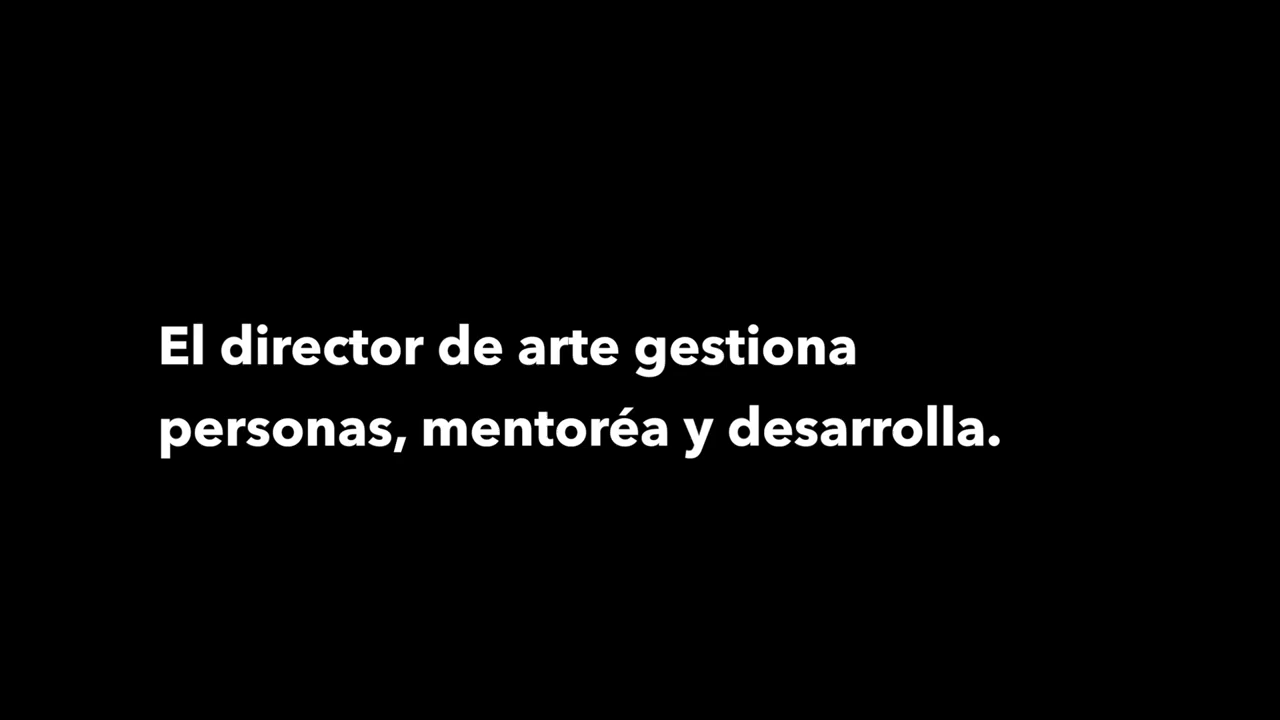 El director de arte gestiona
personas, mentoréa y desarrolla.